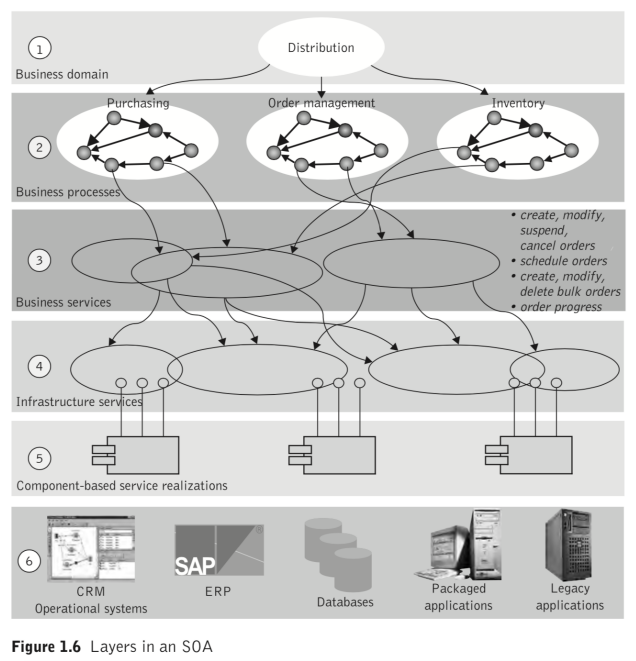 1
Distribution
Business domain
Purchasing
Order management
Inventory
2
Business processes
• create, modify,
suspend,
cancel orders
• schedule orders
• create, modify,
delete bulk orders
• order progress
3
Business services
4
Infrastructure services
5
Component-based service realizations
6
SAP
CRM
ERP
Databases
Packaged
applications
Legacy
applications
Operational systems
Figure 1.6 Layers in an SOA